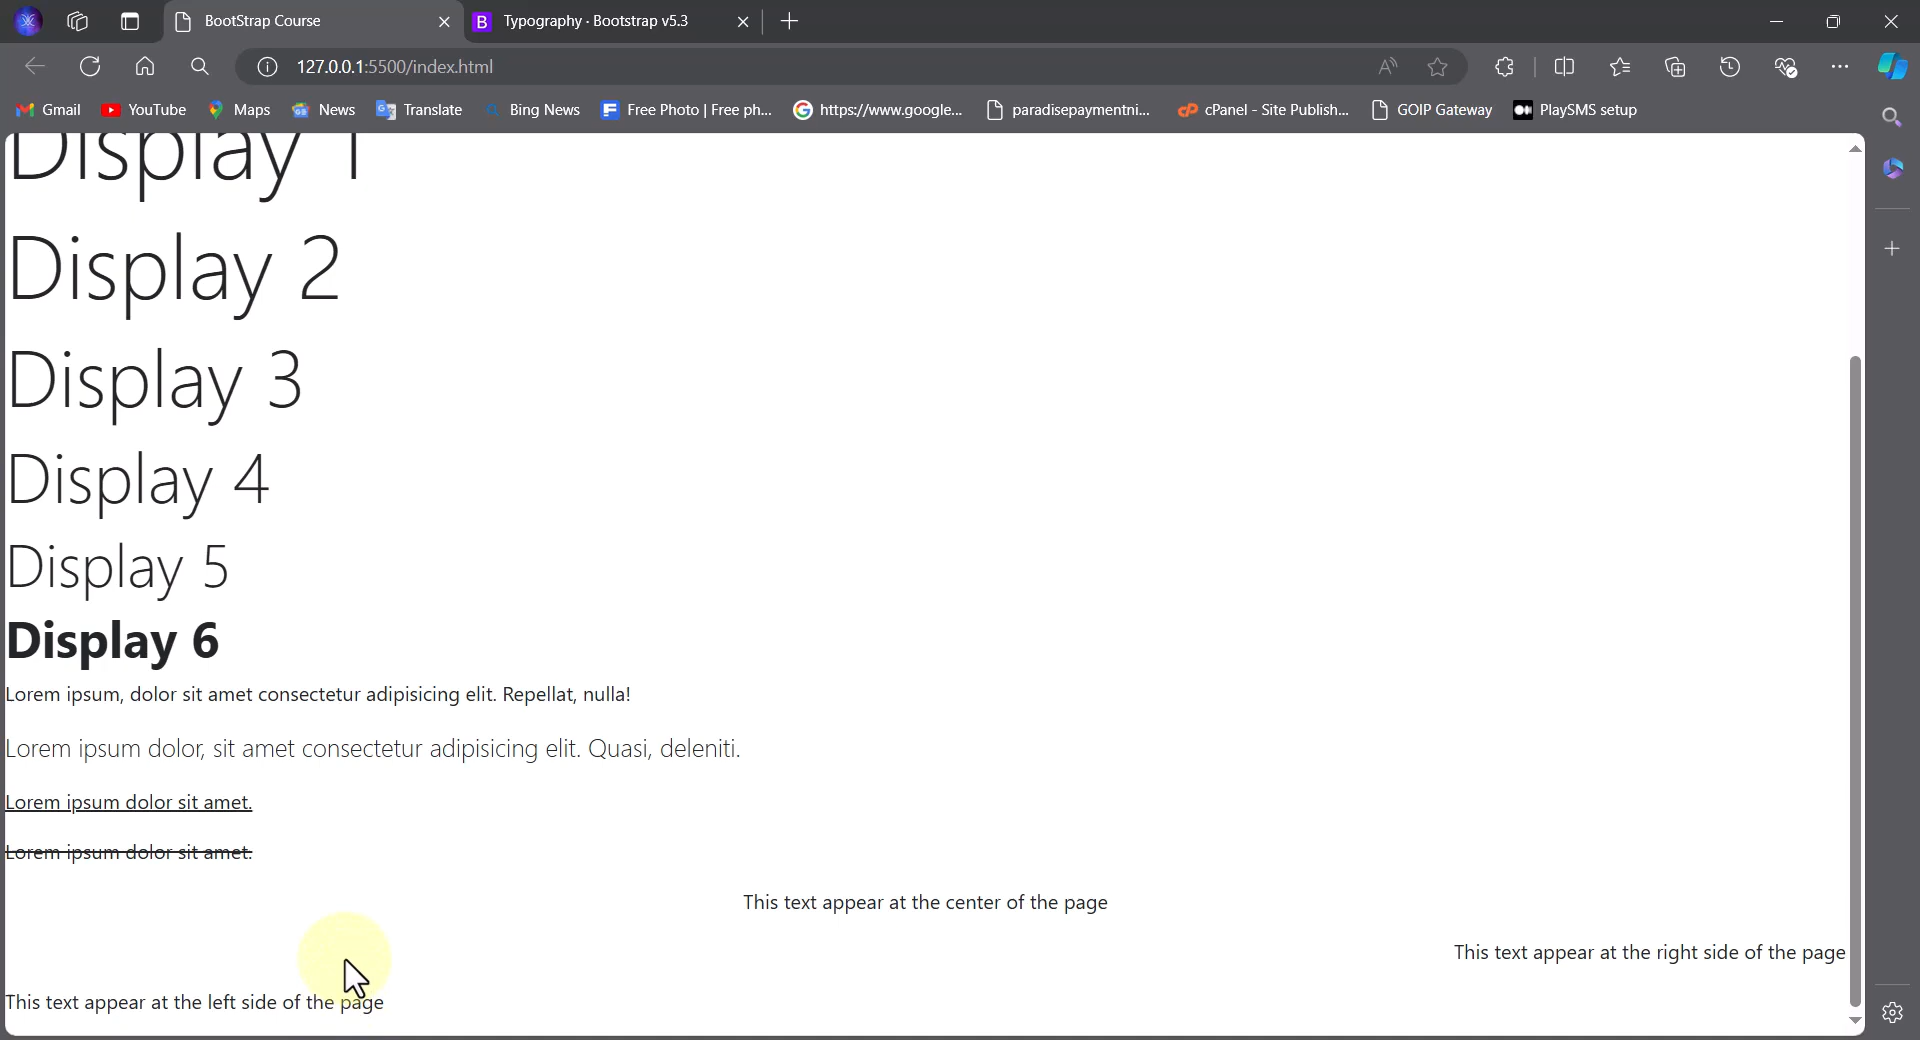 BootStrap Course
Typography · Bootstrap v5.3
127.0.0.1:5500/index.html
Gmail YouTube Maps News Translate Bing News Free Photo | Free ph... https://www.google... paradisepaymentni... cPanel - Site Publish... GOIP Gateway PlaySMS setup
Display 1
Display 2
Display 3
Display 4
Display 5
Display 6
Lorem ipsum, dolor sit amet consectetur adipisicing elit. Repellat, nulla!
Lorem ipsum dolor, sit amet consectetur adipisicing elit. Quasi, deleniti.
Lorem ipsum dolor sit amet.
Lorem ipsum dolor sit amet.
This text appear at the center of the page
This text appear at the right side of the page
This text appear at the left side of the page